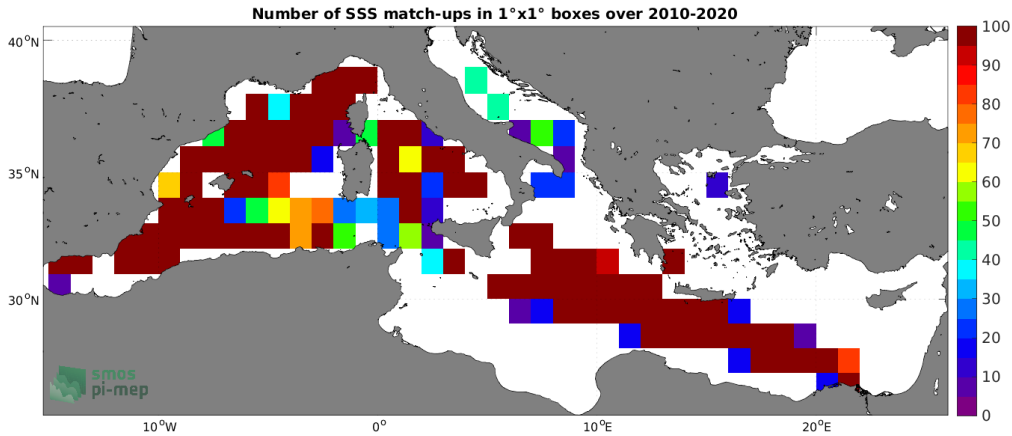 Number of SSS match-ups in 1°x1° boxes over 2010-2020
40°N
35°N
30°N
10°W
0°
10°E
20°E
100
90
80
70
60
50
40
30
20
10
0
smos
pi-mep